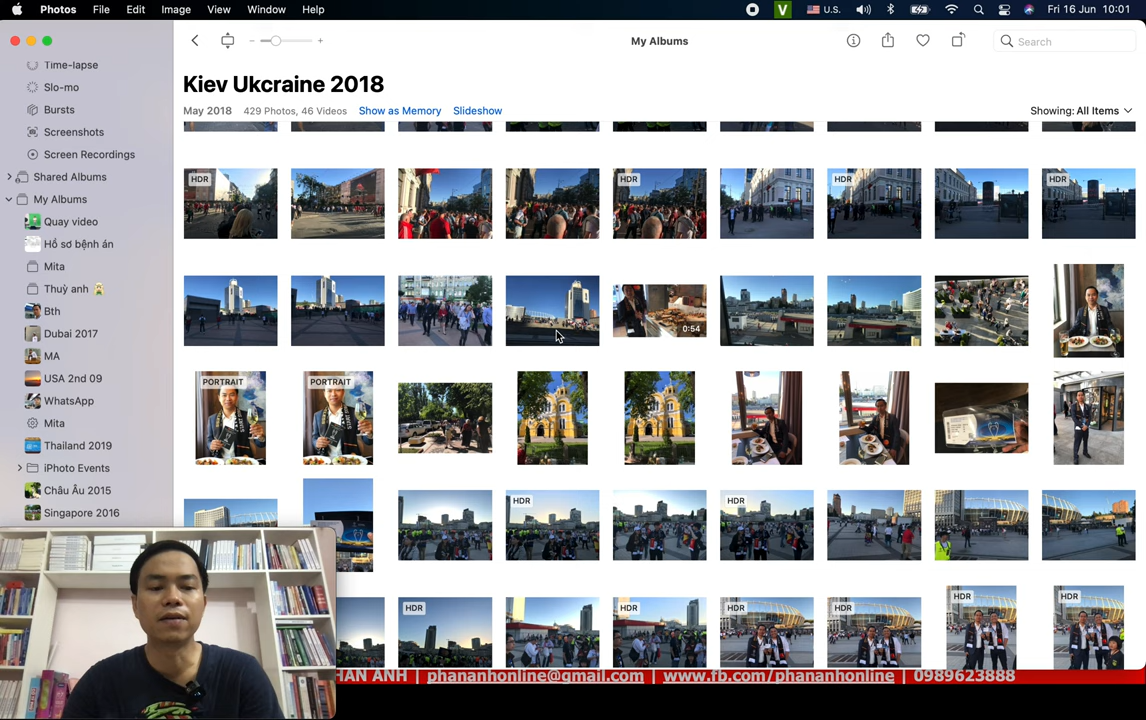 Photos File Edit Image View Window Help V U.S. Fri 16 Jun 10:01
My Albums Search
Time-lapse
Slo-mo
Bursts
Screenshots
Screen Recordings
Shared Albums
My Albums
Quay video
Hồ sơ bệnh án
Mita
Thuỳ anh
Bth
Dubai 2017
MA
USA 2nd 09
WhatsApp
Mita
Thailand 2019
iPhoto Events
Châu Âu 2015
Singapore 2016
Kiev Ukcraine 2018
May 2018 429 Photos, 46 Videos Show as Memory Slideshow Showing: All Items
HDR HDR HDR HDR
0:54
PORTRAIT PORTRAIT
HDR HDR
HDR HDR HDR HDR HDR HDR
PHAN ANH | phananhonline@gmail.com | www.fb.com/phananhonline | 0989623888